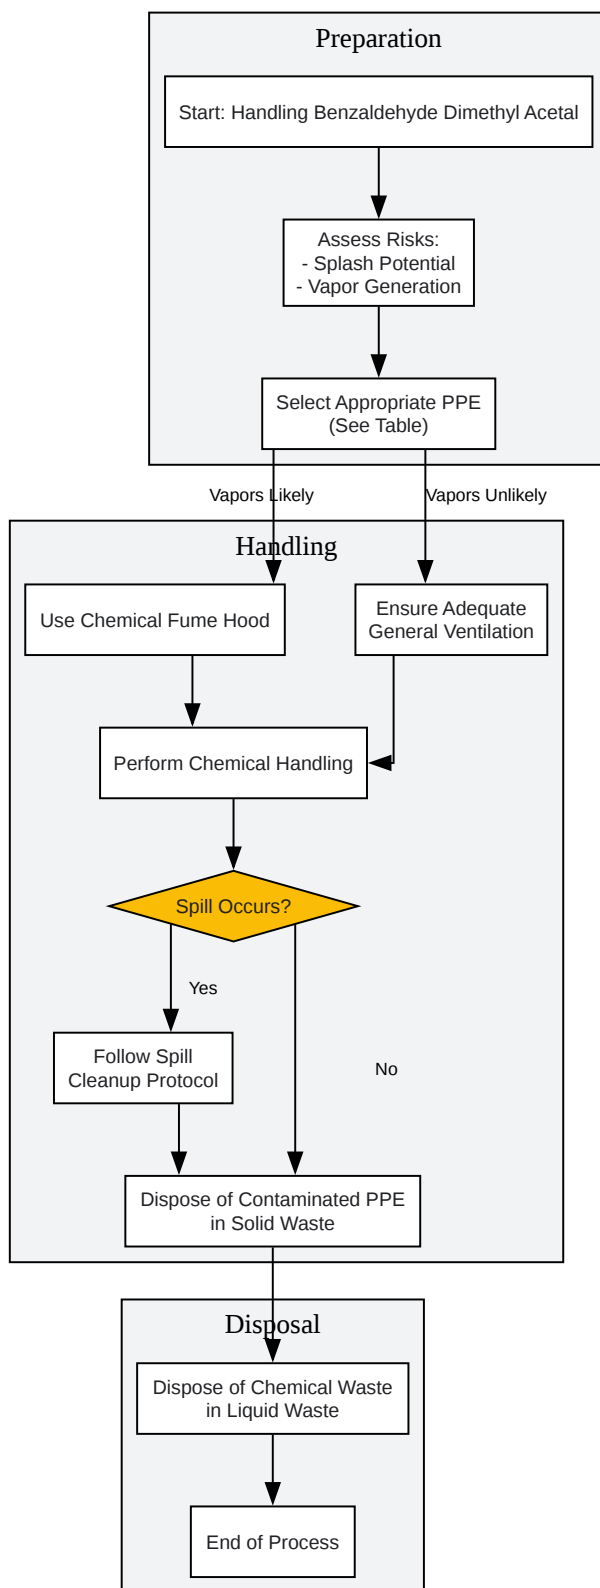 Preparation
Start: Handling Benzaldehyde Dimethyl Acetal
Assess Risks:
- Splash Potential
- Vapor Generation
Select Appropriate PPE
(See Table)
Vapors Likely
Vapors Unlikely
Handling
Use Chemical Fume Hood
Ensure Adequate
General Ventilation
Perform Chemical Handling
Spill Occurs?
Yes
Follow Spill
Cleanup Protocol
No
Dispose of Contaminated PPE
in Solid Waste
Disposal
Dispose of Chemical Waste
in Liquid Waste
End of Process